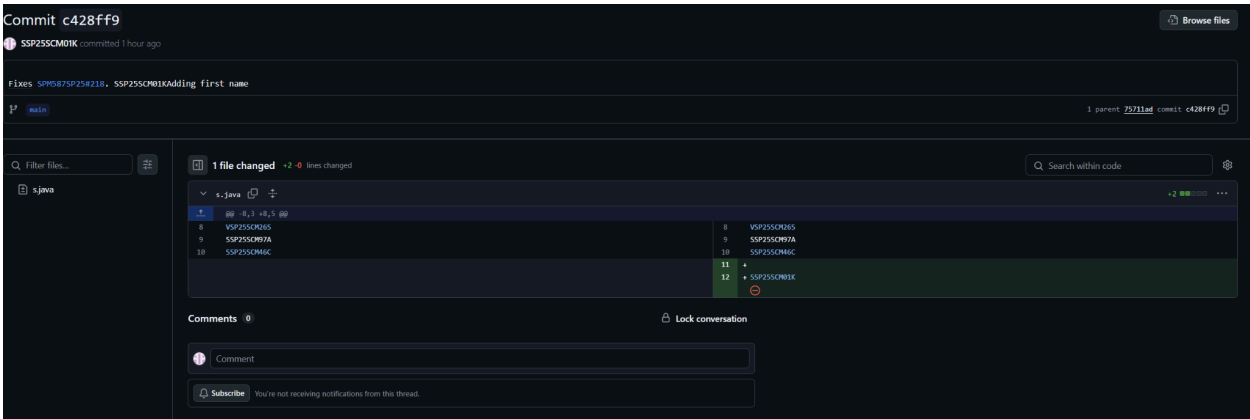 Commit c428ff9
Browse files
SSP25SCM01K committed 1 hour ago
Fixes SPM587SP25#218. SSP25SCM01KAdding first name
main
1 parent 75711ad commit c428ff9
Filter files...
1 file changed +2 -0 lines changed
Search within code
s.java
s.java
+2
@@ -8,3 +8,5 @@
8 VSP25SCM265 8 VSP25SCM265
9 SSP25SCM97A 9 SSP25SCM97A
10 SSP25SCM46C 10 SSP25SCM46C
11 +
12 + SSP25SCM01K
Comments 0
Lock conversation
Comment
Subscribe You're not receiving notifications from this thread.